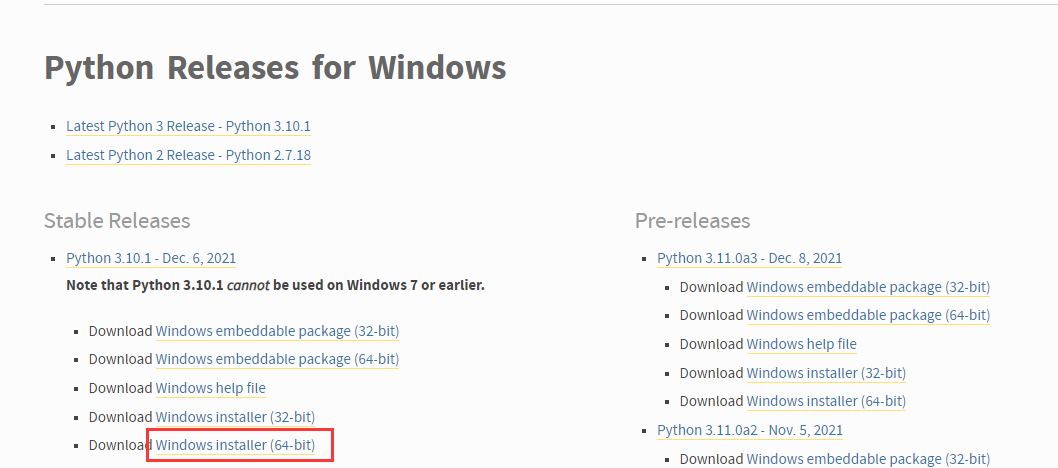 Python Releases for Windows
Latest Python 3 Release - Python 3.10.1
Latest Python 2 Release - Python 2.7.18
Stable Releases
Python 3.10.1 - Dec. 6, 2021
Note that Python 3.10.1 cannot be used on Windows 7 or earlier.
Download Windows embeddable package (32-bit)
Download Windows embeddable package (64-bit)
Download Windows help file
Download Windows installer (32-bit)
Download Windows installer (64-bit)
Pre-releases
Python 3.11.0a3 - Dec. 8, 2021
Download Windows embeddable package (32-bit)
Download Windows embeddable package (64-bit)
Download Windows help file
Download Windows installer (32-bit)
Download Windows installer (64-bit)
Python 3.11.0a2 - Nov. 5, 2021
Download Windows embeddable package (32-bit)